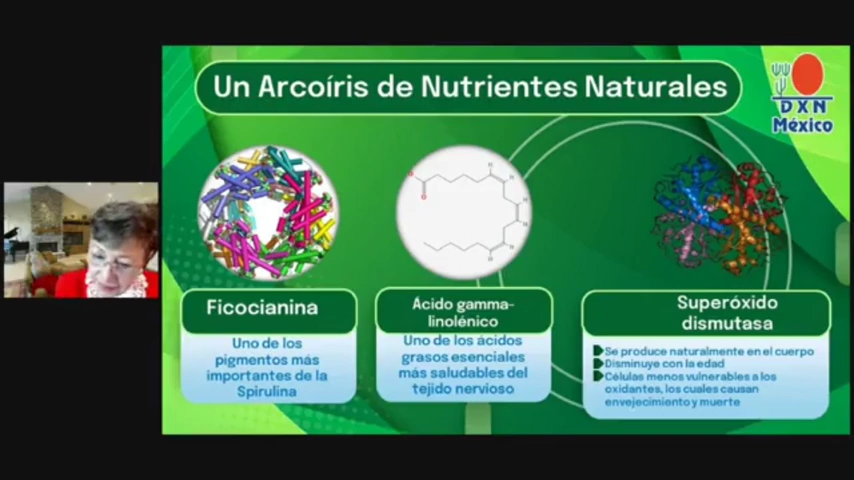 Un Arcoíris de Nutrientes Naturales
DXN
México
Ficocianina
Uno de los
pigmentos más
importantes de la
Spirulina
Ácido gamma-
linolénico
Uno de los ácidos
grasos esenciales
más saludables del
tejido nervioso
Superóxido
dismutasa
Se produce naturalmente en el cuerpo
Disminuye con la edad
Células menos vulnerables a los
oxidantes, los cuales causan
envejecimiento y muerte